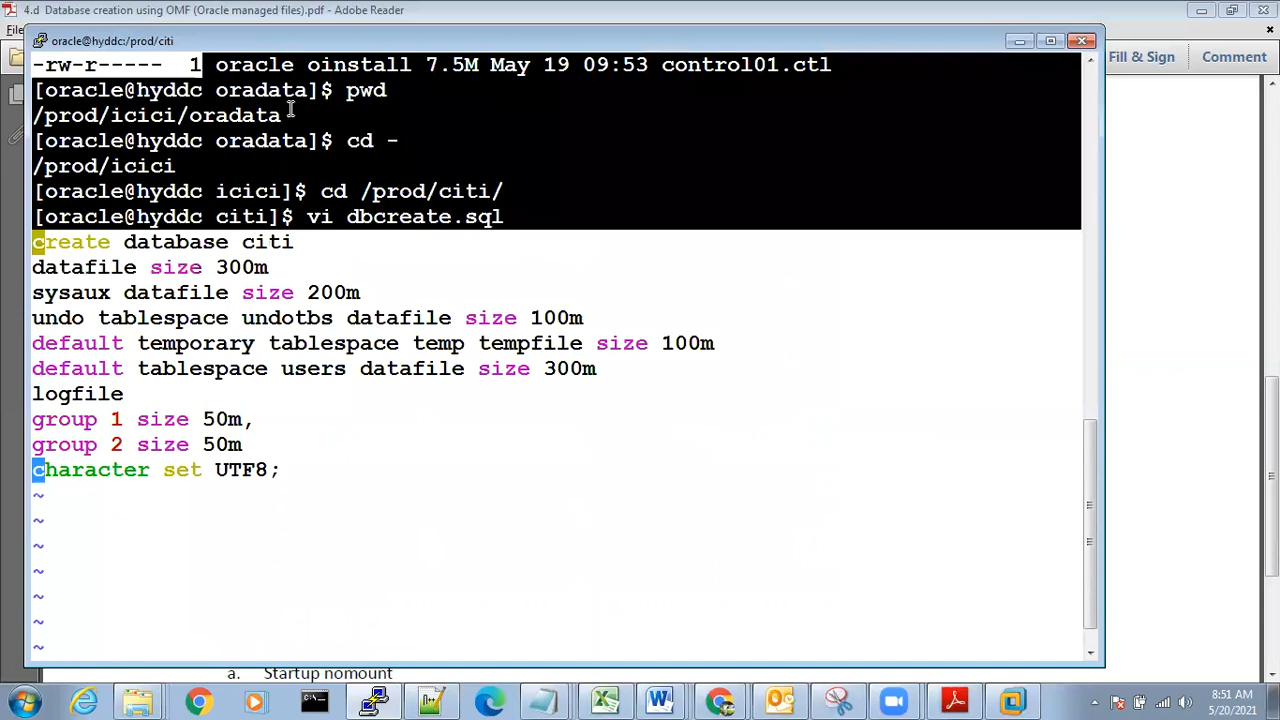 4.d Database creation using OMF (Oracle managed files).pdf - Adobe Reader
File
Fill & Sign
Comment
oracle@hyddc:/prod/citi
-rw-r----- 1 oracle oinstall 7.5M May 19 09:53 control01.ctl
[oracle@hyddc oradata]$ pwd
/prod/icici/oradata
[oracle@hyddc oradata]$ cd -
/prod/icici
[oracle@hyddc icici]$ cd /prod/citi/
[oracle@hyddc citi]$ vi dbcreate.sql
create database citi
datafile size 300m
sysaux datafile size 200m
undo tablespace undotbs datafile size 100m
default temporary tablespace temp tempfile size 100m
default tablespace users datafile size 300m
logfile
group 1 size 50m,
group 2 size 50m
character set UTF8;
~
~
~
~
~
~
~
a. Startup nomount
8:51 AM
5/20/2021